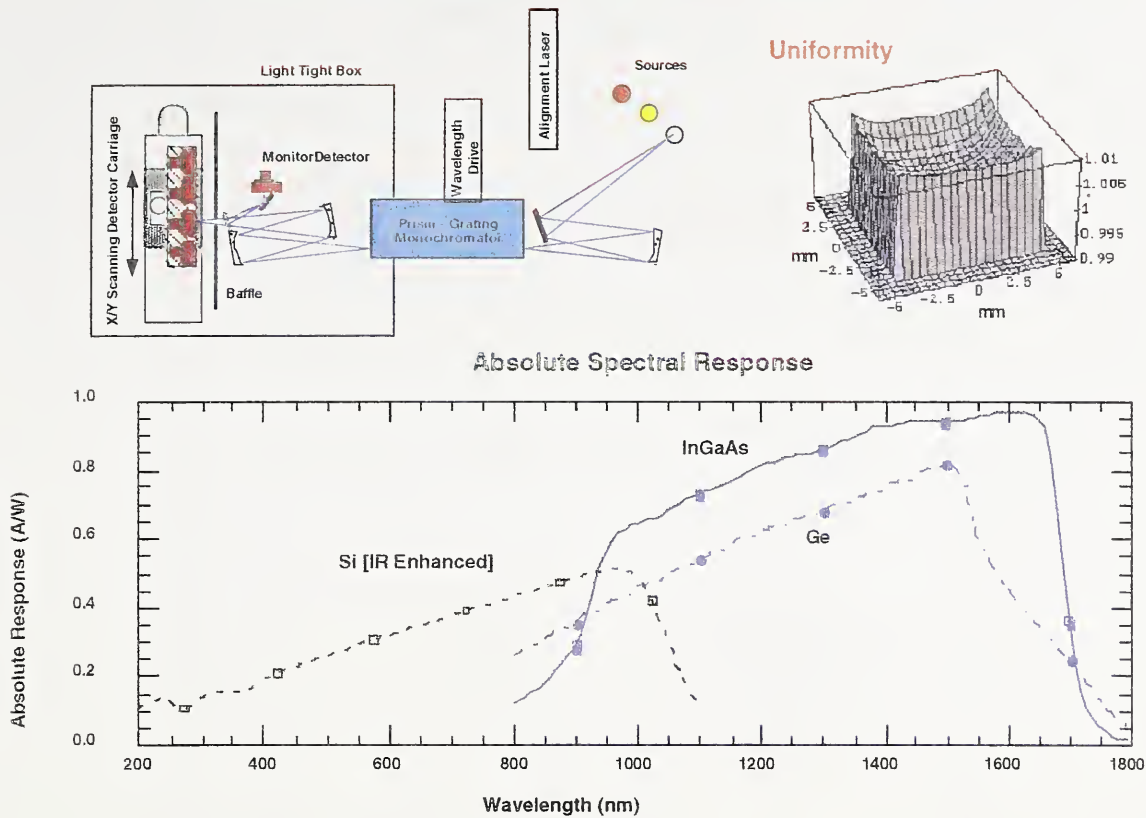 Uniformity
Light Tight Box
Alignment Laser
Sources
X/Y Scanning Detector Carriage
MonitorDetector
Wavelength
Drive
Prism - Grating
Monochromator
Baffle
1.01
1.005
1
0.995
0.99
5
2.5
0
-2.5
-5
mm
-5
-2.5
0
2.5
5
mm
Absolute Spectral Response
Absolute Response (A/W)
1.0
0.8
0.6
0.4
0.2
0.0
InGaAs
Ge
Si [IR Enhanced]
200
400
600
800
1000
1200
1400
1600
1800
Wavelength (nm)